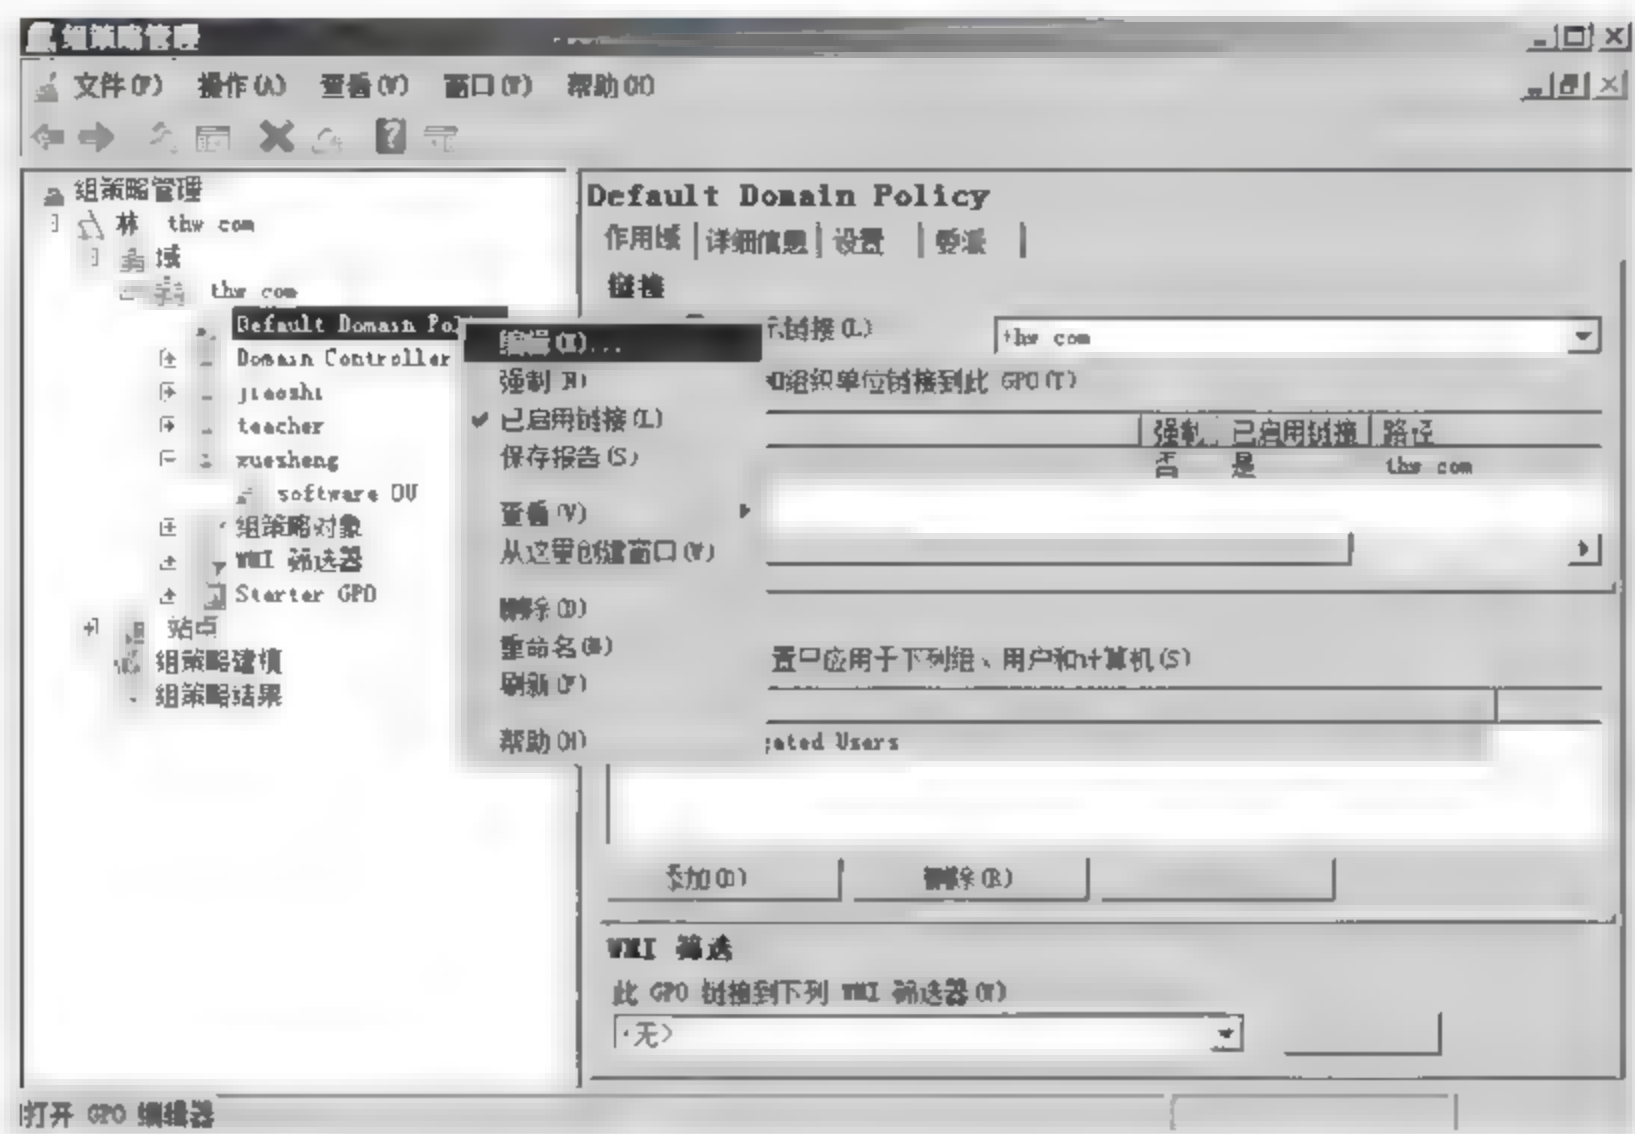 组策略管理
文件(F) 操作(A) 查看(V) 窗口(W) 帮助(H)
组策略管理
林 thw com
域
thw com
Default Domain Pol
Domain Controller
jiaoshi
teacher
xuesheng
software OU
组策略对象
WMI 筛选器
Starter GPO
站点
组策略建模
组策略结果
编辑(E)...
强制(N)
已启用链接(L)
保存报告(S)
查看(V)
从这里创建窗口(W)
删除(D)
重命名(M)
刷新(F)
帮助(H)
Default Domain Policy
作用域 详细信息 设置 委派
链接
示链接(L)
thw com
和组织单位链接到此 GPO(T)
强制 已启用链接 路径
否 是 thw com
置只应用于下列组、用户和计算机(S)
cated Users
添加(D) 删除(R)
WMI 筛选
此 GPO 链接到下列 WMI 筛选器(W)
<无>
打开 GPO 编辑器